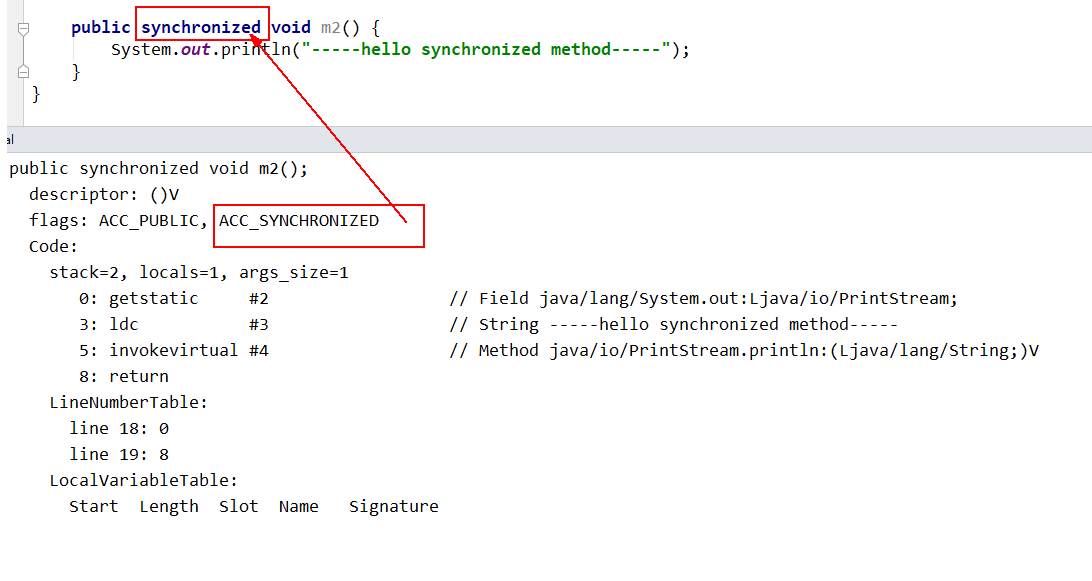 public synchronized void m2() {
System.out.println("-----hello synchronized method-----");
}
}
al
public synchronized void m2();
descriptor: ()V
flags: ACC_PUBLIC, ACC_SYNCHRONIZED
Code:
stack=2, locals=1, args_size=1
0: getstatic #2 // Field java/lang/System.out:Ljava/io/PrintStream;
3: ldc #3 // String -----hello synchronized method-----
5: invokevirtual #4 // Method java/io/PrintStream.println:(Ljava/lang/String;)V
8: return
LineNumberTable:
line 18: 0
line 19: 8
LocalVariableTable:
Start Length Slot Name Signature